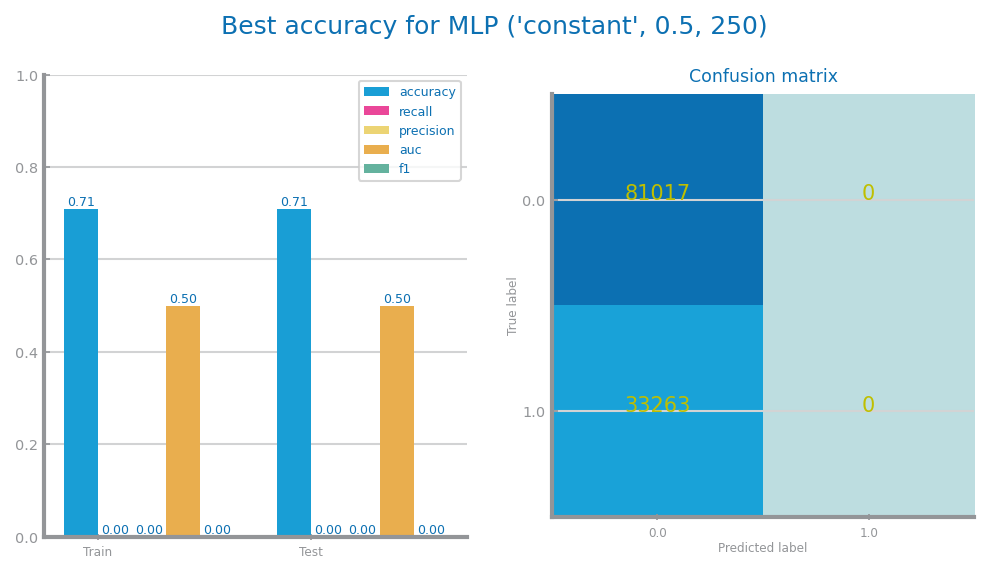 Best accuracy for MLP ('constant', 0.5, 250)
1.0
0.8
0.6
0.4
0.2
0.0
accuracy
recall
precision
auc
f1
0.71
0.00
0.00
0.50
0.00
0.71
0.00
0.00
0.50
0.00
Train
Test
Confusion matrix
True label
0.0
1.0
81017
0
33263
0
0.0
1.0
Predicted label